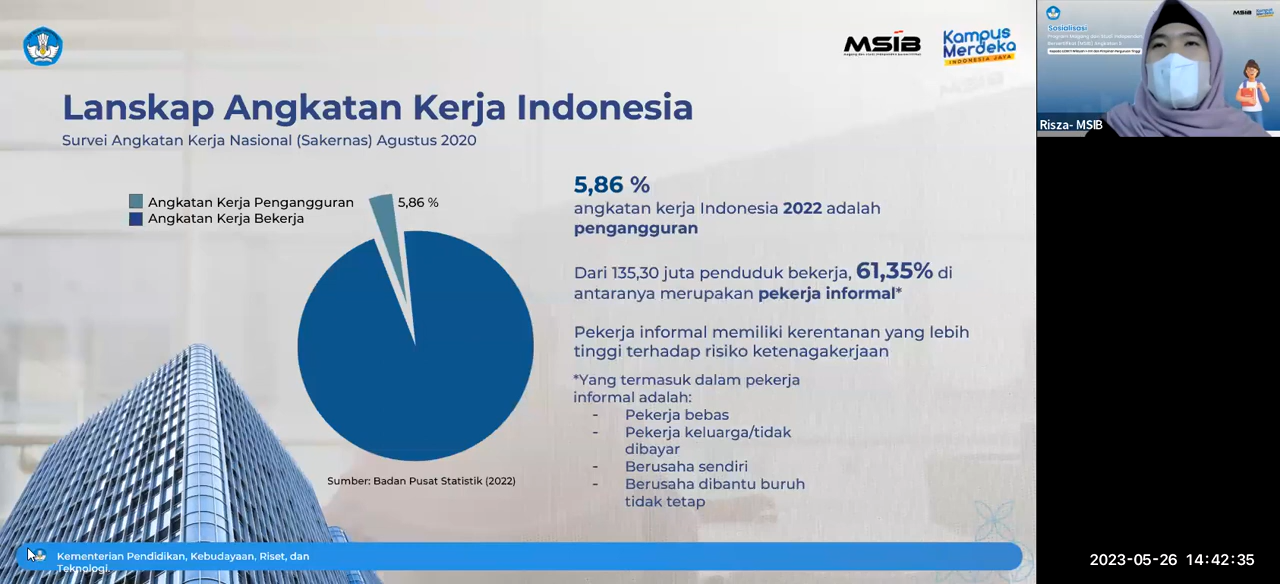 MSIB
Kampus
Merdeka
INDONESIA JAYA
Lanskap Angkatan Kerja Indonesia
Survei Angkatan Kerja Nasional (Sakernas) Agustus 2020
Angkatan Kerja Pengangguran
Angkatan Kerja Bekerja
5,86 %
Sumber: Badan Pusat Statistik (2022)
5,86 %
angkatan kerja Indonesia 2022 adalah
pengangguran
Dari 135,30 juta penduduk bekerja, 61,35% di
antaranya merupakan pekerja informal*
Pekerja informal memiliki kerentanan yang lebih
tinggi terhadap risiko ketenagakerjaan
*Yang termasuk dalam pekerja
informal adalah:
- Pekerja bebas
- Pekerja keluarga/tidak
dibayar
- Berusaha sendiri
- Berusaha dibantu buruh
tidak tetap
Kementerian Pendidikan, Kebudayaan, Riset, dan
Teknologi.
Sosialisasi
MSIB
Risza- MSIB
2023-05-26 14:42:35